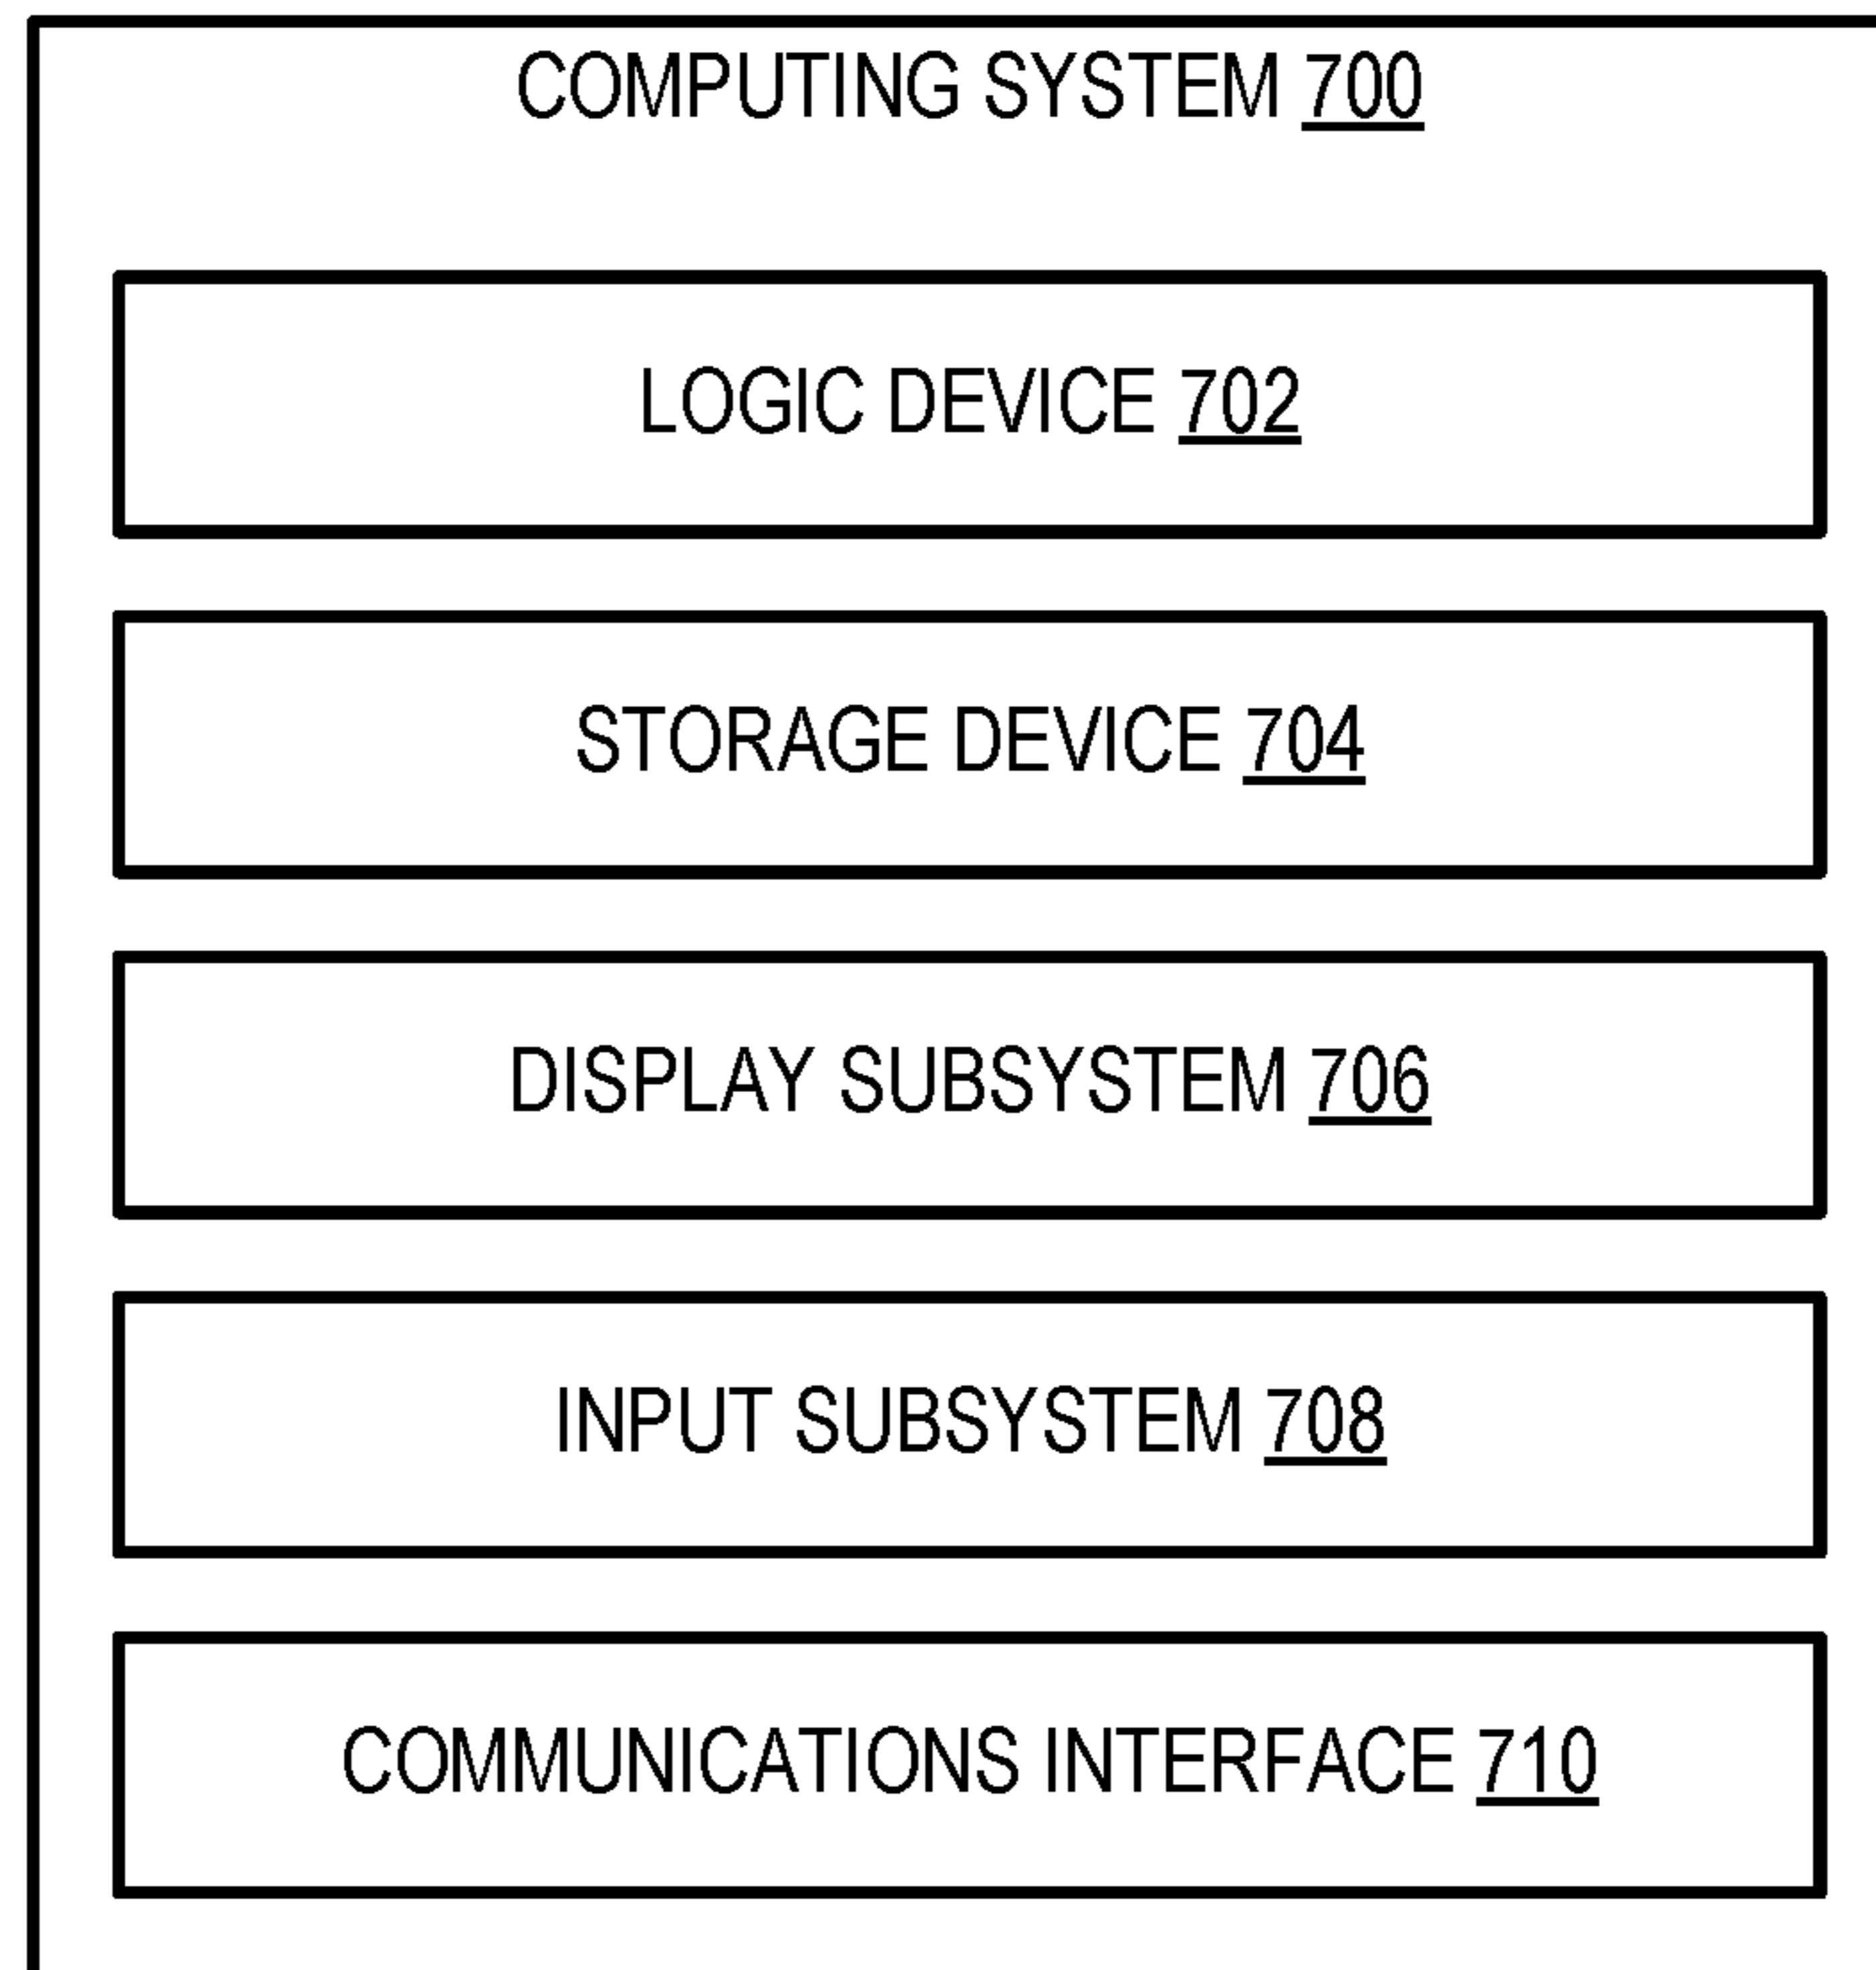 COMPUTING SYSTEM 700
LOGIC DEVICE 702
STORAGE DEVICE 704
DISPLAY SUBSYSTEM 706
INPUT SUBSYSTEM 708
COMMUNICATIONS INTERFACE 710